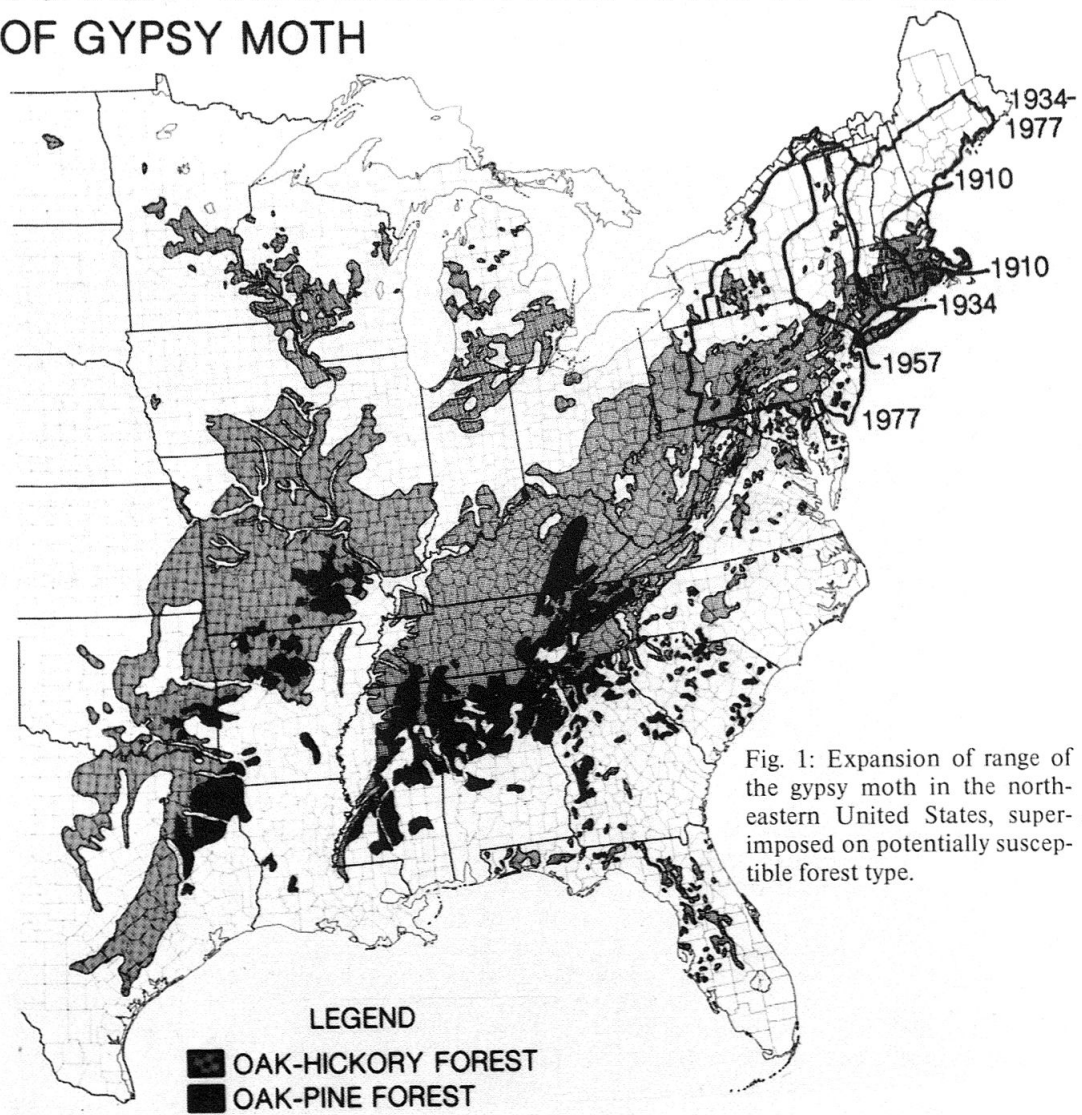 OF GYPSY MOTH
1934-
1977
1910
1910
1934
1957
1977
Fig. 1: Expansion of range of
the gypsy moth in the north-
eastern United States, super-
imposed on potentially suscep-
tible forest type.
LEGEND
OAK-HICKORY FOREST
OAK-PINE FOREST